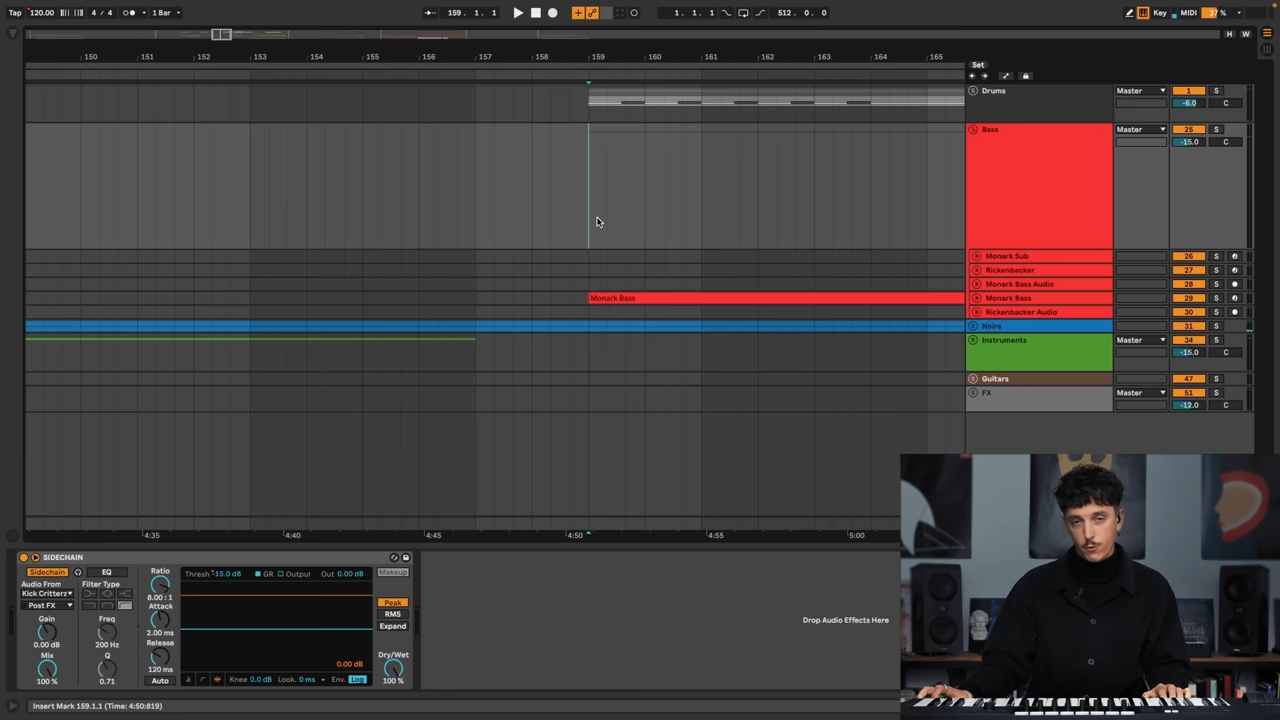 Tap 120.00 4 / 4 1 Bar 159. 1. 1 1. 1. 1 512. 0. 0 Key MIDI 37 %
H W
150 151 152 153 154 155 156 157 158 159 160 161 162 163 164 165
Set
Drums Master 1 S
-6.0 C
Bass Master 25 S
-15.0 C
Monark Sub 26 S
Rickenbacker 27 S
Monark Bass Audio 28 S
Monark Bass Monark Bass 29 S
Rickenbacker Audio 30 S
Noire 31 S
Instruments Master 34 S
-15.0 C
Guitars 47 S
FX Master 51 S
-12.0 C
4:35 4:40 4:45 4:50 4:55 5:00
SIDECHAIN
Sidechain EQ
Audio From Filter Type
Kick Critterz
Post FX
Gain Freq
0.00 dB 200 Hz
Mix Q
100 % 0.71
Ratio
8.00 : 1
Attack
2.00 ms
Release
120 ms
Auto
Thresh -15.0 dB GR Output Out 0.00 dB
0.00 dB
Knee 0.0 dB Look. 0 ms Env. Log
Makeup
Peak
RMS
Expand
Dry/Wet
100 %
Drop Audio Effects Here
Insert Mark 159.1.1 (Time: 4:50:819)